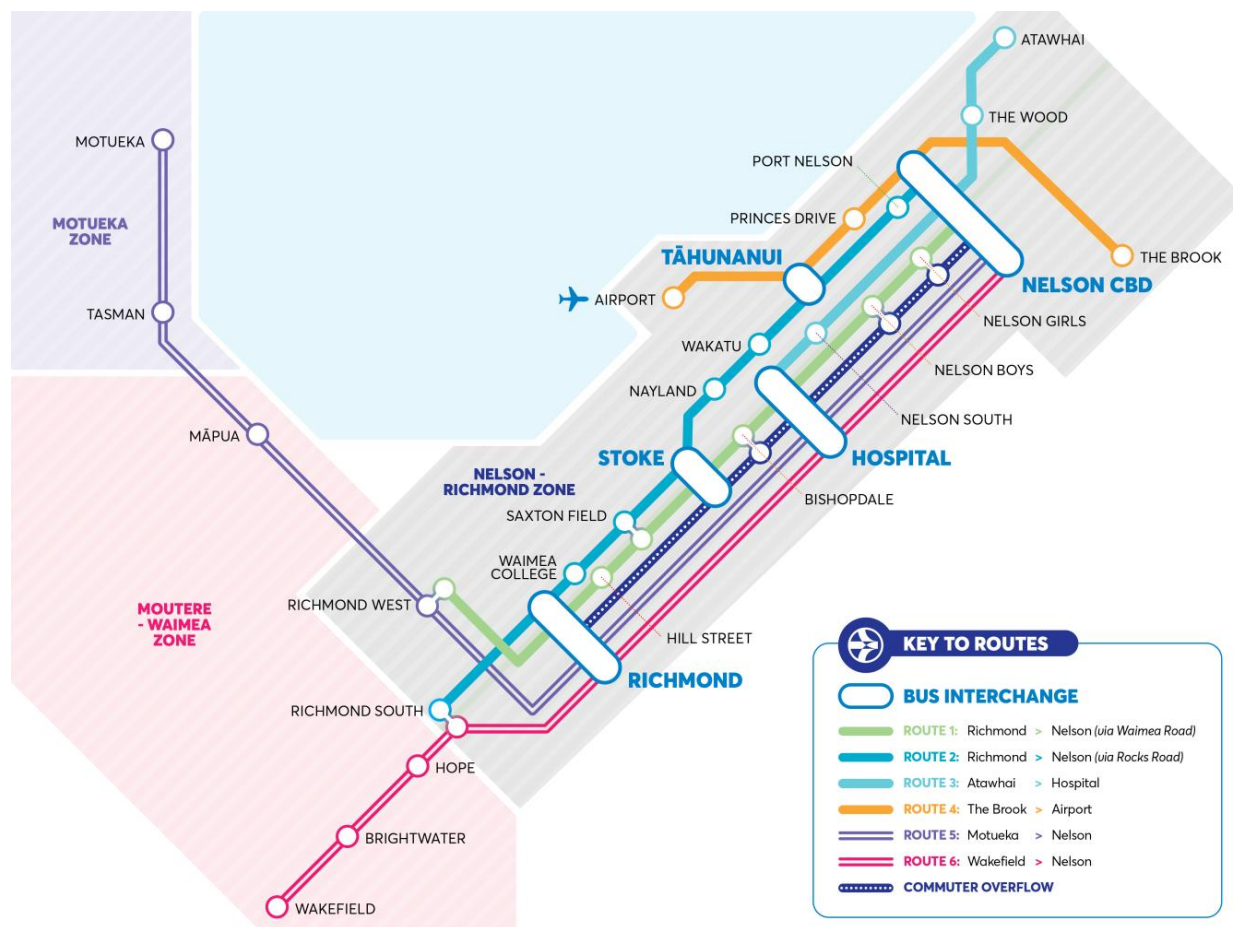 ATAWHAI
THE WOOD
MOTUEKA
PORT NELSON
MOTUEKA
ZONE
PRINCES DRIVE
TĀHUNANUI
THE BROOK
NELSON CBD
AIRPORT
TASMAN
NELSON GIRLS
WAKATU
NELSON BOYS
NAYLAND
NELSON SOUTH
MĀPUA
STOKE
HOSPITAL
NELSON -
RICHMOND ZONE
BISHOPDALE
SAXTON FIELD
WAIMEA
COLLEGE
RICHMOND WEST
MOUTERE
- WAIMEA
ZONE
HILL STREET
RICHMOND
RICHMOND SOUTH
HOPE
BRIGHTWATER
WAKEFIELD
KEY TO ROUTES
BUS INTERCHANGE
ROUTE 1: Richmond > Nelson (via Waimea Road)
ROUTE 2: Richmond > Nelson (via Rocks Road)
ROUTE 3: Atawhai > Hospital
ROUTE 4: The Brook > Airport
ROUTE 5: Motueka > Nelson
ROUTE 6: Wakefield > Nelson
COMMUTER OVERFLOW